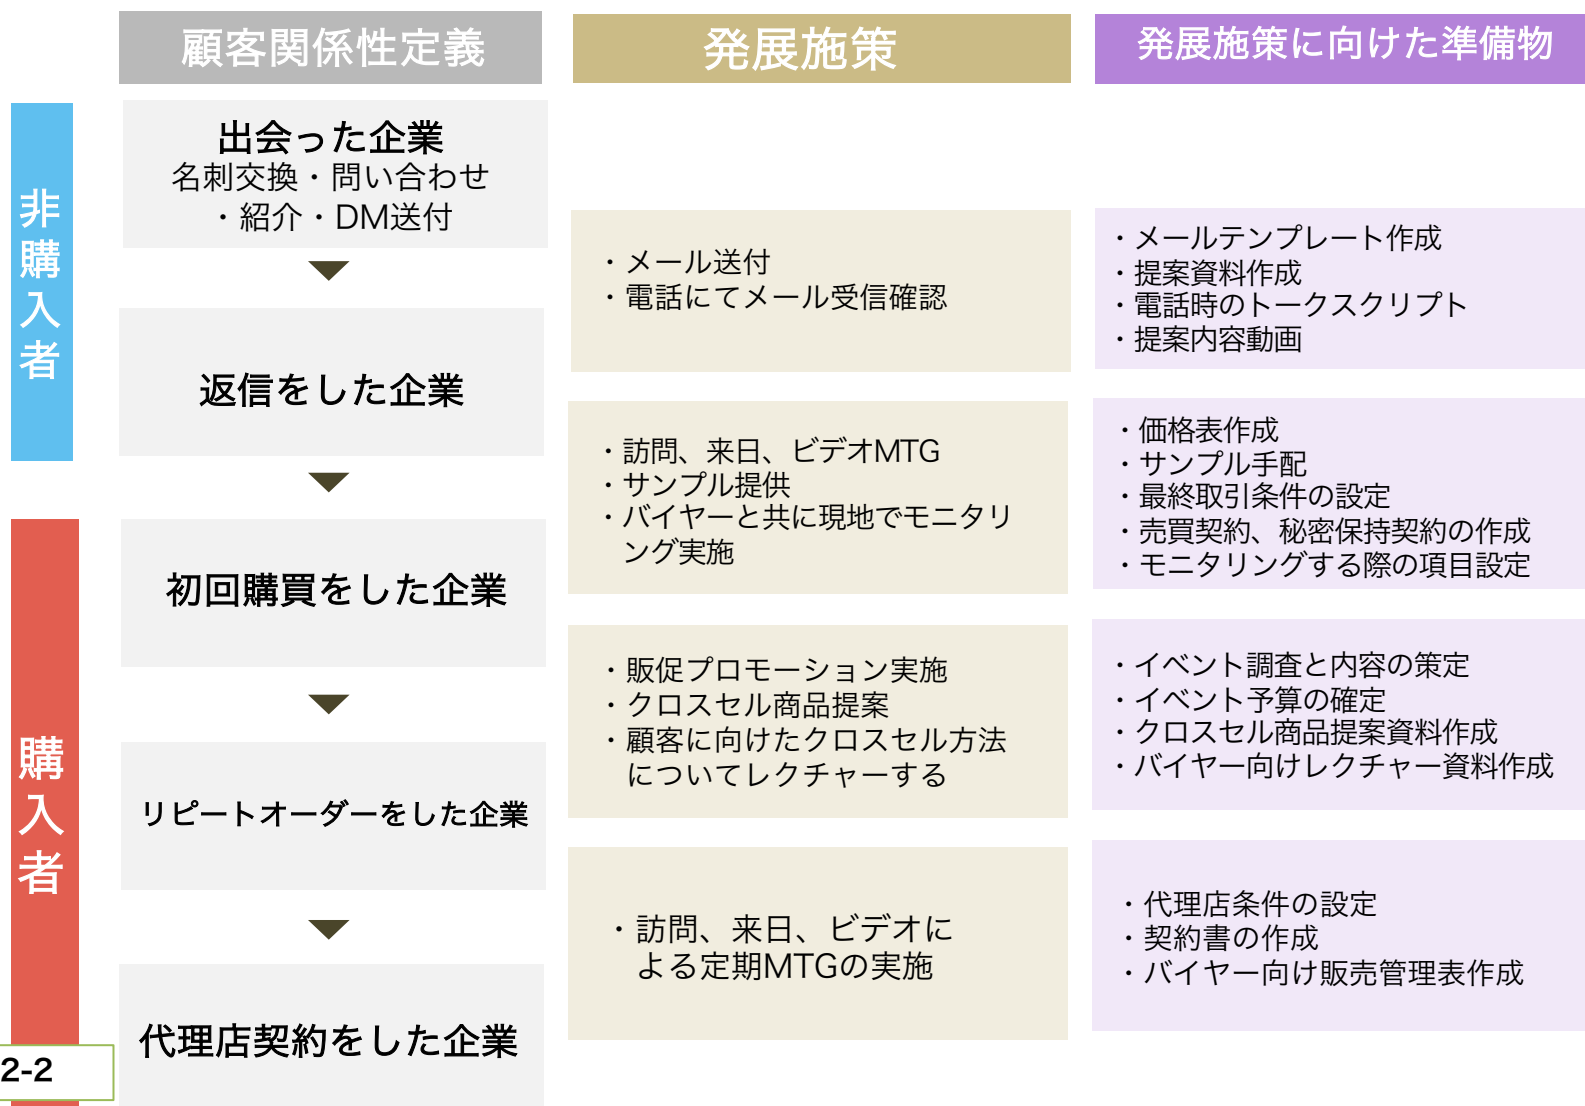 顧客関係性定義
発展施策
発展施策に向けた準備物
非購入者
出会った企業
名刺交換・問い合わせ
・紹介・DM送付
・メール送付
・電話にてメール受信確認
・メールテンプレート作成
・提案資料作成
・電話時のトークスクリプト
・提案内容動画
返信をした企業
・訪問、来日、ビデオMTG
・サンプル提供
・バイヤーと共に現地でモニタリ
ング実施
・価格表作成
・サンプル手配
・最終取引条件の設定
・売買契約、秘密保持契約の作成
・モニタリングする際の項目設定
購入者
初回購買をした企業
・販促プロモーション実施
・クロスセル商品提案
・顧客に向けたクロスセル方法
についてレクチャーする
・イベント調査と内容の策定
・イベント予算の確定
・クロスセル商品提案資料作成
・バイヤー向けレクチャー資料作成
リピートオーダーをした企業
・訪問、来日、ビデオに
よる定期MTGの実施
・代理店条件の設定
・契約書の作成
・バイヤー向け販売管理表作成
代理店契約をした企業
2-2